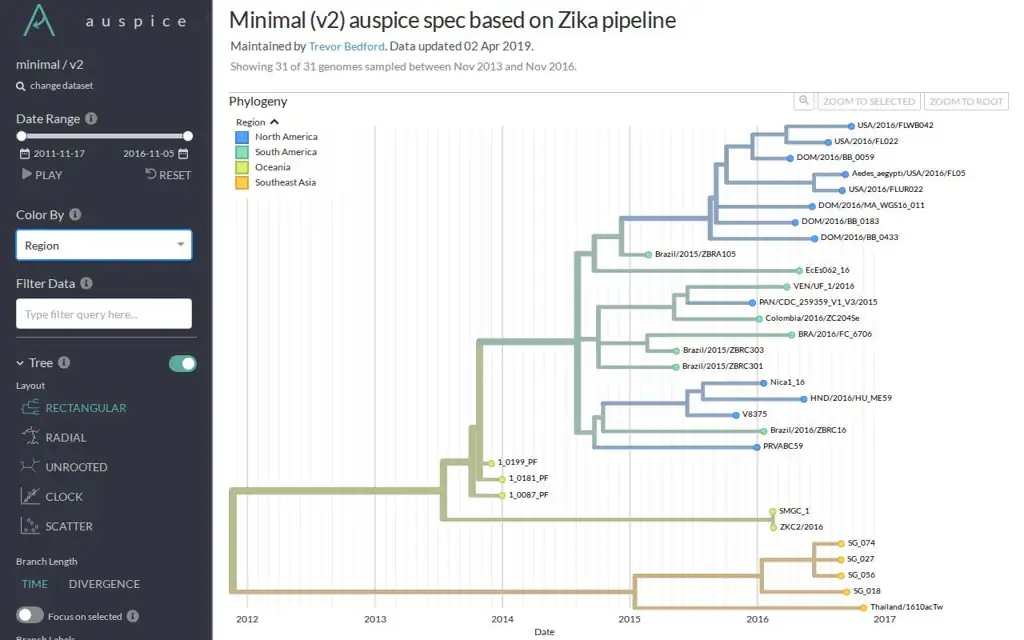 auspice
minimal / v2
change dataset
Date Range
2011-11-17 2016-11-05
PLAY RESET
Color By
Region
Filter Data
Type filter query here...
Tree
Layout
RECTANGULAR
RADIAL
UNROOTED
CLOCK
SCATTER
Branch Length
TIME DIVERGENCE
Focus on selected
Branch Labels
Minimal (v2) auspice spec based on Zika pipeline
Maintained by Trevor Bedford. Data updated 02 Apr 2019.
Showing 31 of 31 genomes sampled between Nov 2013 and Nov 2016.
Phylogeny
ZOOM TO SELECTED ZOOM TO ROOT
Region
North America
South America
Oceania
Southeast Asia
USA/2016/FLWB042
USA/2016/FL022
DOM/2016/BB_0059
Aedes_aegypti/USA/2016/FL05
USA/2016/FLUR022
DOM/2016/MA_WGS16_011
DOM/2016/BB_0183
DOM/2016/BB_0433
Brazil/2015/ZBRA105
EcEs062_16
VEN/UF_1/2016
PAN/CDC_259359_V1_V3/2015
Colombia/2016/ZC204Se
BRA/2016/FC_6706
Brazil/2015/ZBRC303
Brazil/2015/ZBRC301
Nica1_16
HND/2016/HU_ME59
V8375
Brazil/2016/ZBRC16
PRVABC59
1_0199_PF
1_0181_PF
1_0087_PF
SMGC_1
ZKC2/2016
SG_074
SG_027
SG_056
SG_018
Thailand/1610acTw
2012 2013 2014 2015 2016 2017
Date